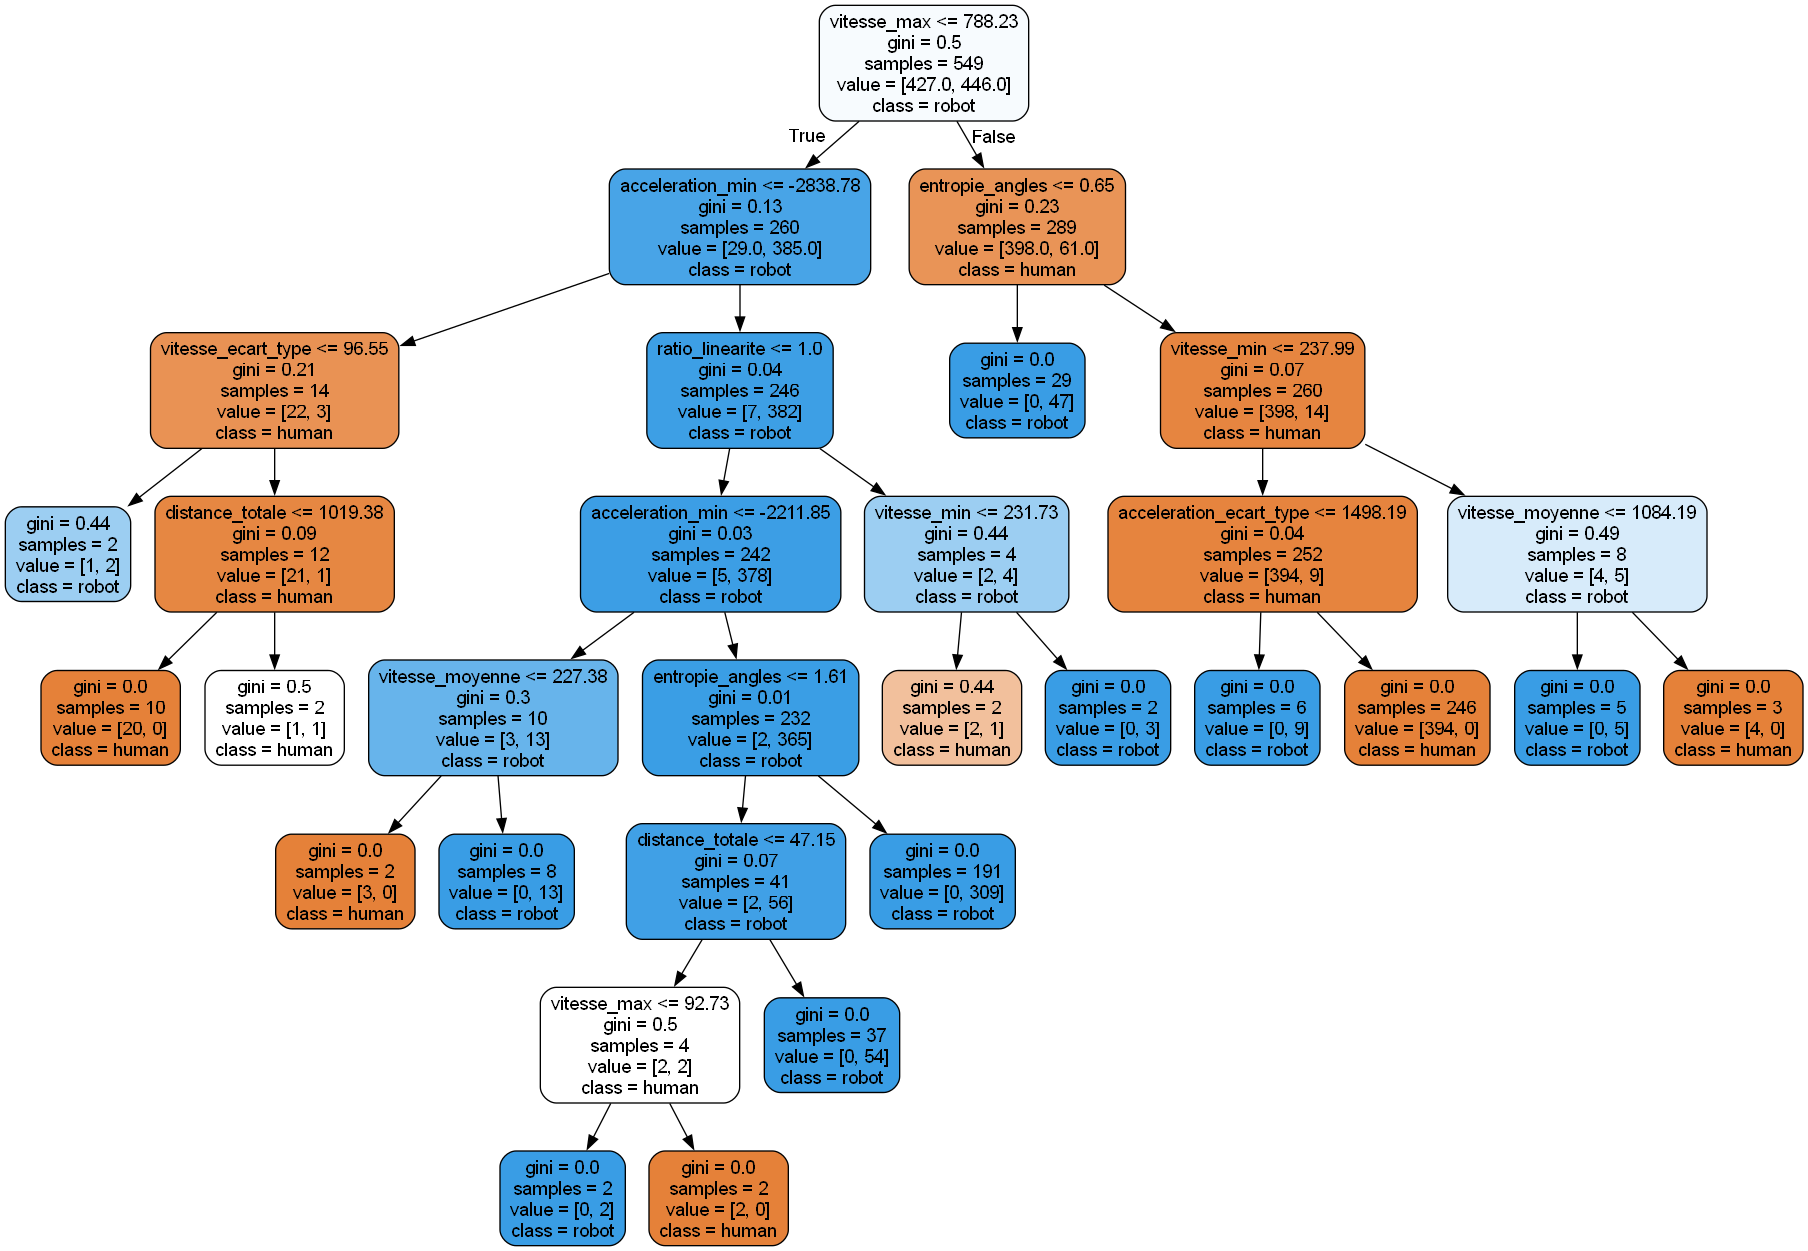 vitesse_max <= 788.23
gini = 0.5
samples = 549
value = [427.0, 446.0]
class = robot
True
False
acceleration_min <= -2838.78
gini = 0.13
samples = 260
value = [29.0, 385.0]
class = robot
entropie_angles <= 0.65
gini = 0.23
samples = 289
value = [398.0, 61.0]
class = human
vitesse_ecart_type <= 96.55
gini = 0.21
samples = 14
value = [22, 3]
class = human
ratio_linearite <= 1.0
gini = 0.04
samples = 246
value = [7, 382]
class = robot
gini = 0.0
samples = 29
value = [0, 47]
class = robot
vitesse_min <= 237.99
gini = 0.07
samples = 260
value = [398, 14]
class = human
gini = 0.44
samples = 2
value = [1, 2]
class = robot
distance_totale <= 1019.38
gini = 0.09
samples = 12
value = [21, 1]
class = human
acceleration_min <= -2211.85
gini = 0.03
samples = 242
value = [5, 378]
class = robot
vitesse_min <= 231.73
gini = 0.44
samples = 4
value = [2, 4]
class = robot
acceleration_ecart_type <= 1498.19
gini = 0.04
samples = 252
value = [394, 9]
class = human
vitesse_moyenne <= 1084.19
gini = 0.49
samples = 8
value = [4, 5]
class = robot
gini = 0.0
samples = 10
value = [20, 0]
class = human
gini = 0.5
samples = 2
value = [1, 1]
class = human
vitesse_moyenne <= 227.38
gini = 0.3
samples = 10
value = [3, 13]
class = robot
entropie_angles <= 1.61
gini = 0.01
samples = 232
value = [2, 365]
class = robot
gini = 0.44
samples = 2
value = [2, 1]
class = human
gini = 0.0
samples = 2
value = [0, 3]
class = robot
gini = 0.0
samples = 6
value = [0, 9]
class = robot
gini = 0.0
samples = 246
value = [394, 0]
class = human
gini = 0.0
samples = 5
value = [0, 5]
class = robot
gini = 0.0
samples = 3
value = [4, 0]
class = human
gini = 0.0
samples = 2
value = [3, 0]
class = human
gini = 0.0
samples = 8
value = [0, 13]
class = robot
distance_totale <= 47.15
gini = 0.07
samples = 41
value = [2, 56]
class = robot
gini = 0.0
samples = 191
value = [0, 309]
class = robot
vitesse_max <= 92.73
gini = 0.5
samples = 4
value = [2, 2]
class = human
gini = 0.0
samples = 37
value = [0, 54]
class = robot
gini = 0.0
samples = 2
value = [0, 2]
class = robot
gini = 0.0
samples = 2
value = [2, 0]
class = human